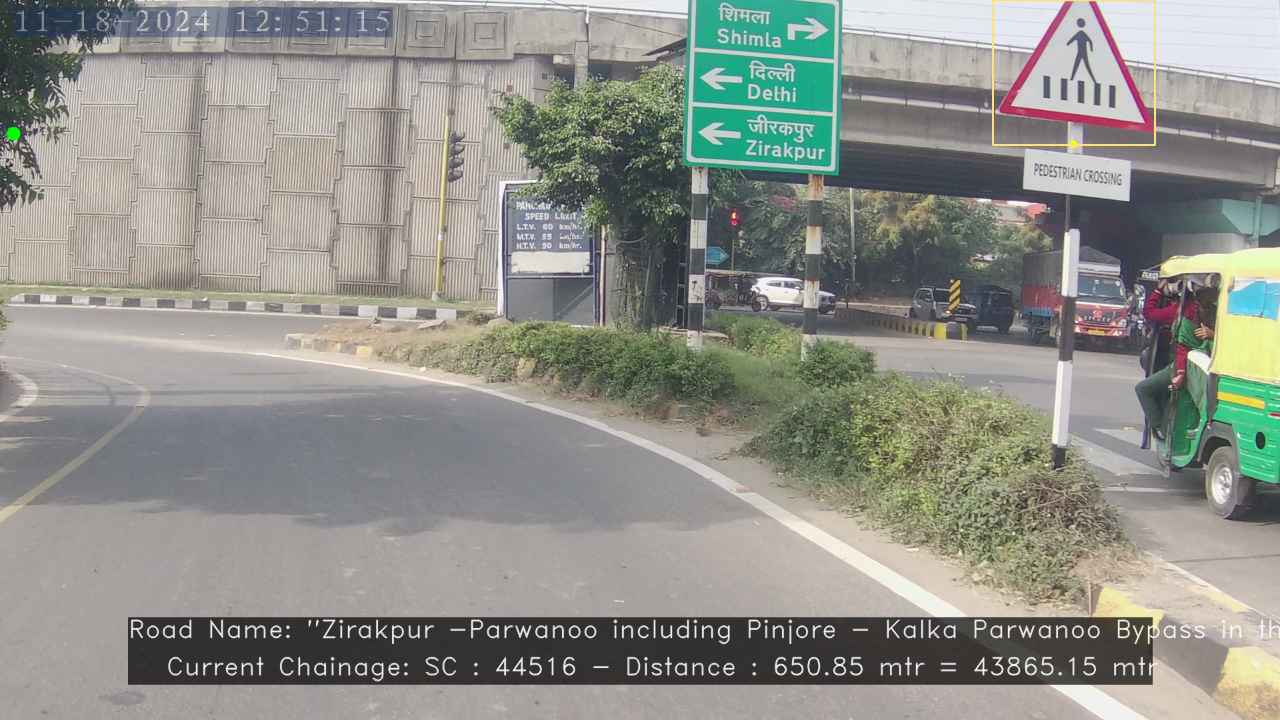 11-18-2024 12:51:15
शिमला
Shimla
दिल्ली
Delhi
जीरकपुर
Zirakpur
PEDESTRIAN CROSSING
SPEED LIMIT
L.T.V. 60 km/hr.
M.T.V. 55 km/hr.
H.T.V. 50 km/hr.
Road Name: "Zirakpur -Parwanoo including Pinjore - Kalka Parwanoo Bypass in th
Current Chainage: SC : 44516 - Distance : 650.85 mtr = 43865.15 mtr